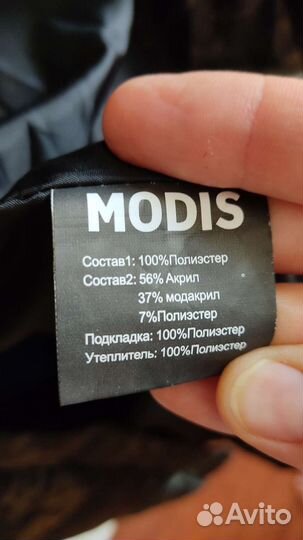 MODIS
Состав1: 100%Полиэстер
Состав2: 56% Акрил
37% модакрил
7%Полиэстер
Подкладка: 100%Полиэстер
Утеплитель: 100%Полиэстер
Avito